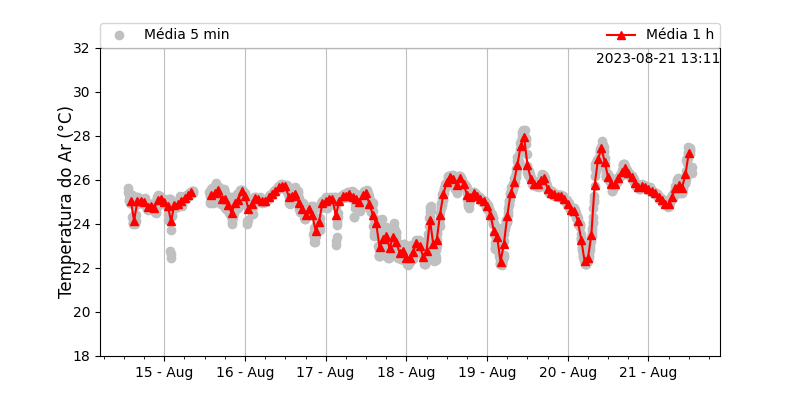 Média 5 min
Média 1 h
2023-08-21 13:11
Temperatura do Ar (°C)
32
30
28
26
24
22
20
18
15 - Aug
16 - Aug
17 - Aug
18 - Aug
19 - Aug
20 - Aug
21 - Aug